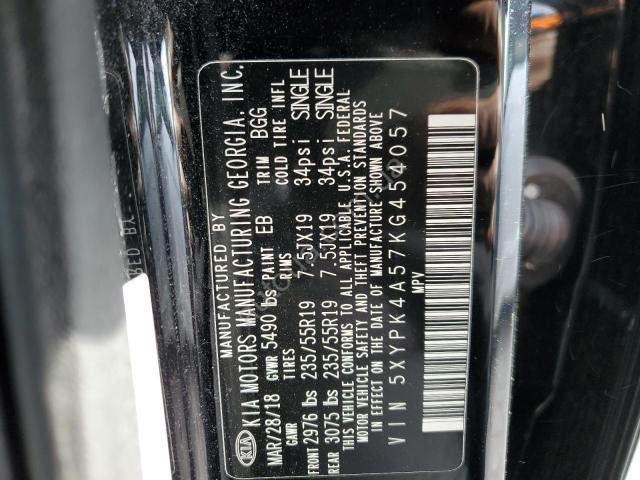 MANUFACTURED BY
KIA KIA MOTORS MANUFACTURING GEORGIA, INC.
MAR/28/18 GVWR 5490 lbs PAINT EB TRIM BGG
GAWR TIRES RIMS COLD TIRE INFL
FRONT 2976 lbs 235/55R19 7.5JX19 34psi SINGLE
REAR 3075 lbs 235/55R19 7.5JX19 34psi SINGLE
THIS VEHICLE CONFORMS TO ALL APPLICABLE U.S.A. FEDERAL
MOTOR VEHICLE SAFETY AND THEFT PREVENTION STANDARDS
IN EFFECT ON THE DATE OF MANUFACTURE SHOWN ABOVE
VIN 5XYPK4A57KG454057
MPV